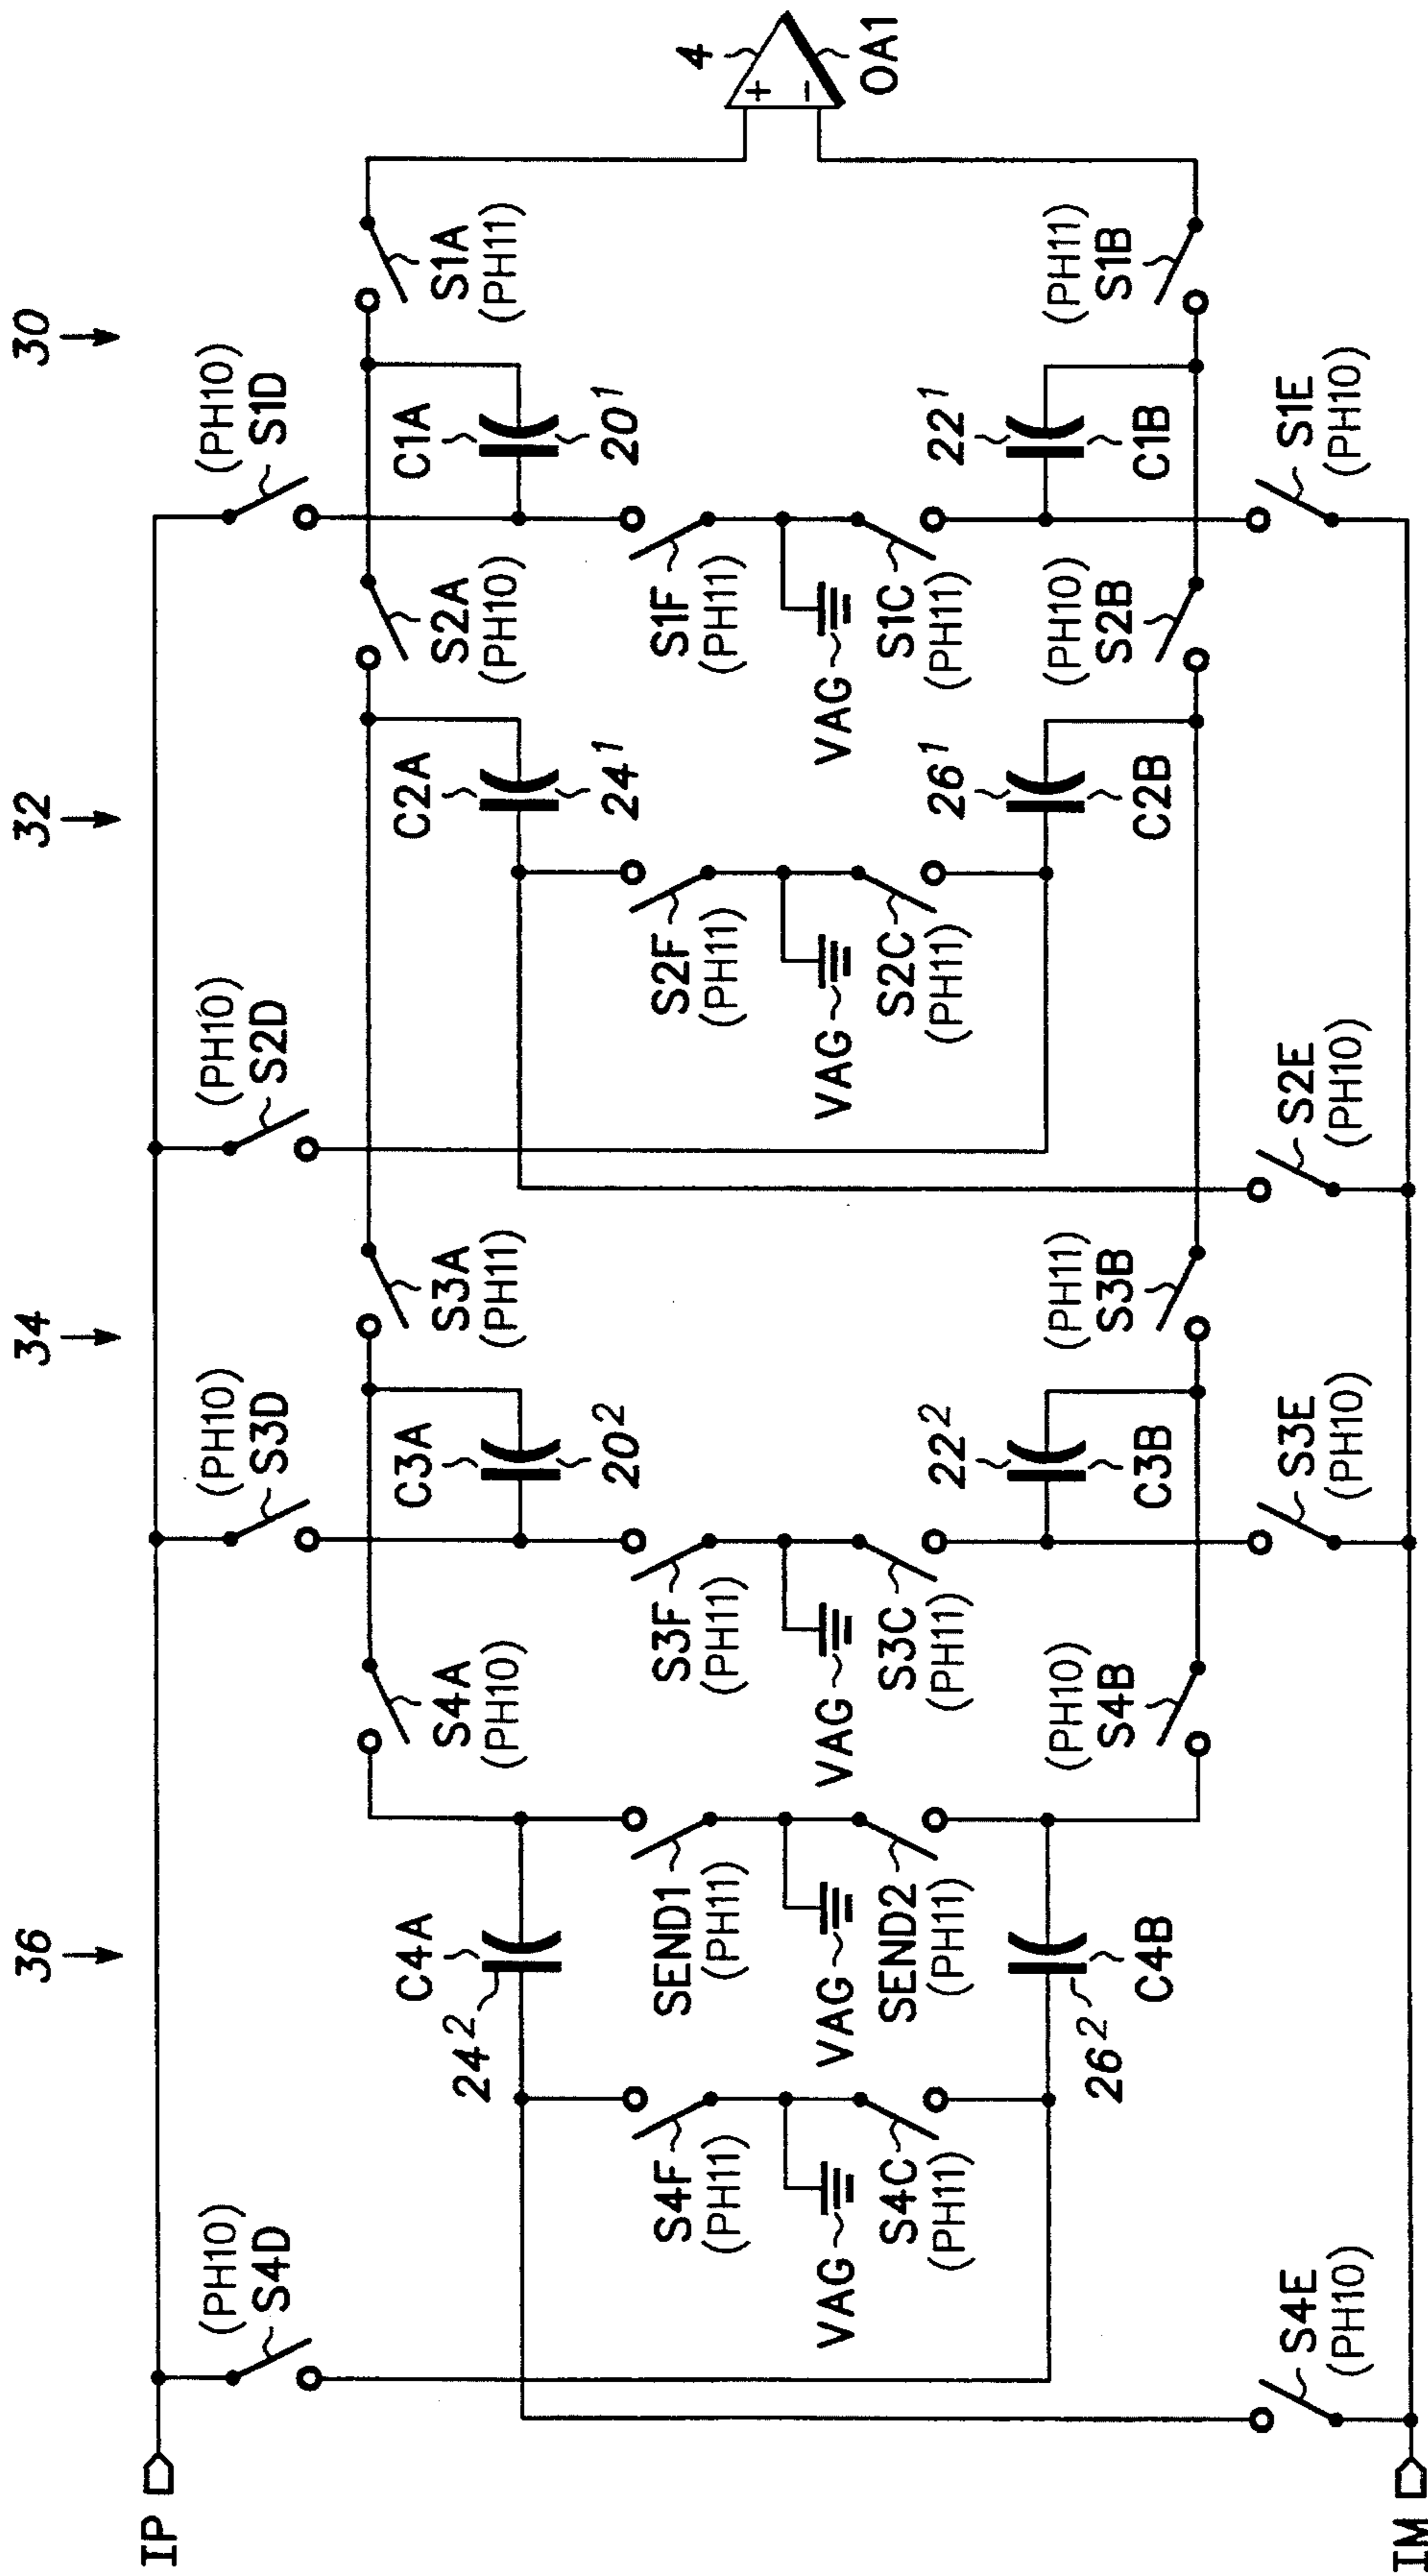 36
34
32
30
IP
(PH10)
S4D
(PH10)
S3D
(PH10)
S2D
(PH10)
S1D
S4A
(PH10)
S3A
(PH11)
S2A
(PH10)
S1A
(PH11)
C4A
24²
C3A
20²
C2A
24¹
C1A
20¹
S4F
(PH11)
SEND1
(PH11)
S3F
(PH11)
S2F
(PH11)
S1F
(PH11)
4
+
−
OA1
VAG
VAG
VAG
VAG
VAG
S4C
(PH11)
SEND2
(PH11)
S3C
(PH11)
S2C
(PH11)
S1C
(PH11)
26²
C4B
22²
C3B
26¹
C2B
22¹
C1B
(PH10)
S4B
(PH11)
S3B
(PH10)
S2B
(PH11)
S1B
S4E
(PH10)
S3E
(PH10)
S2E
(PH10)
S1E
(PH10)
IM